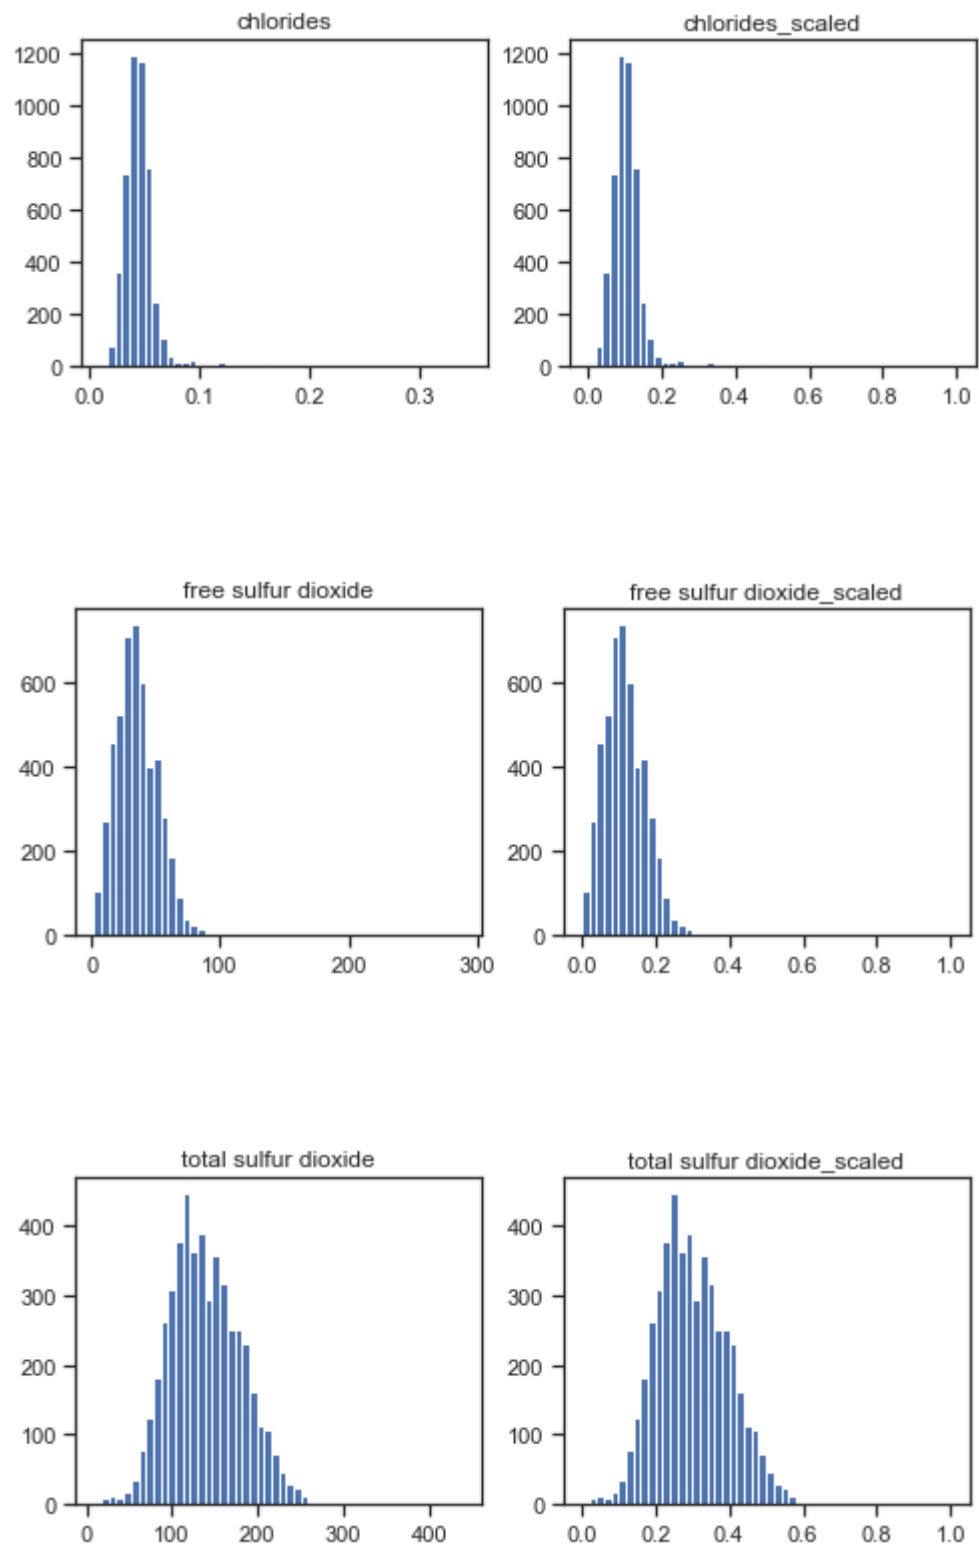 chlorides
chlorides_scaled
1200
1000
800
600
400
200
0
0.0 0.1 0.2 0.3
1200
1000
800
600
400
200
0
0.0 0.2 0.4 0.6 0.8 1.0
free sulfur dioxide
free sulfur dioxide_scaled
600
400
200
0
0 100 200 300
600
400
200
0
0.0 0.2 0.4 0.6 0.8 1.0
total sulfur dioxide
total sulfur dioxide_scaled
400
300
200
100
0
0 100 200 300 400
400
300
200
100
0
0.0 0.2 0.4 0.6 0.8 1.0